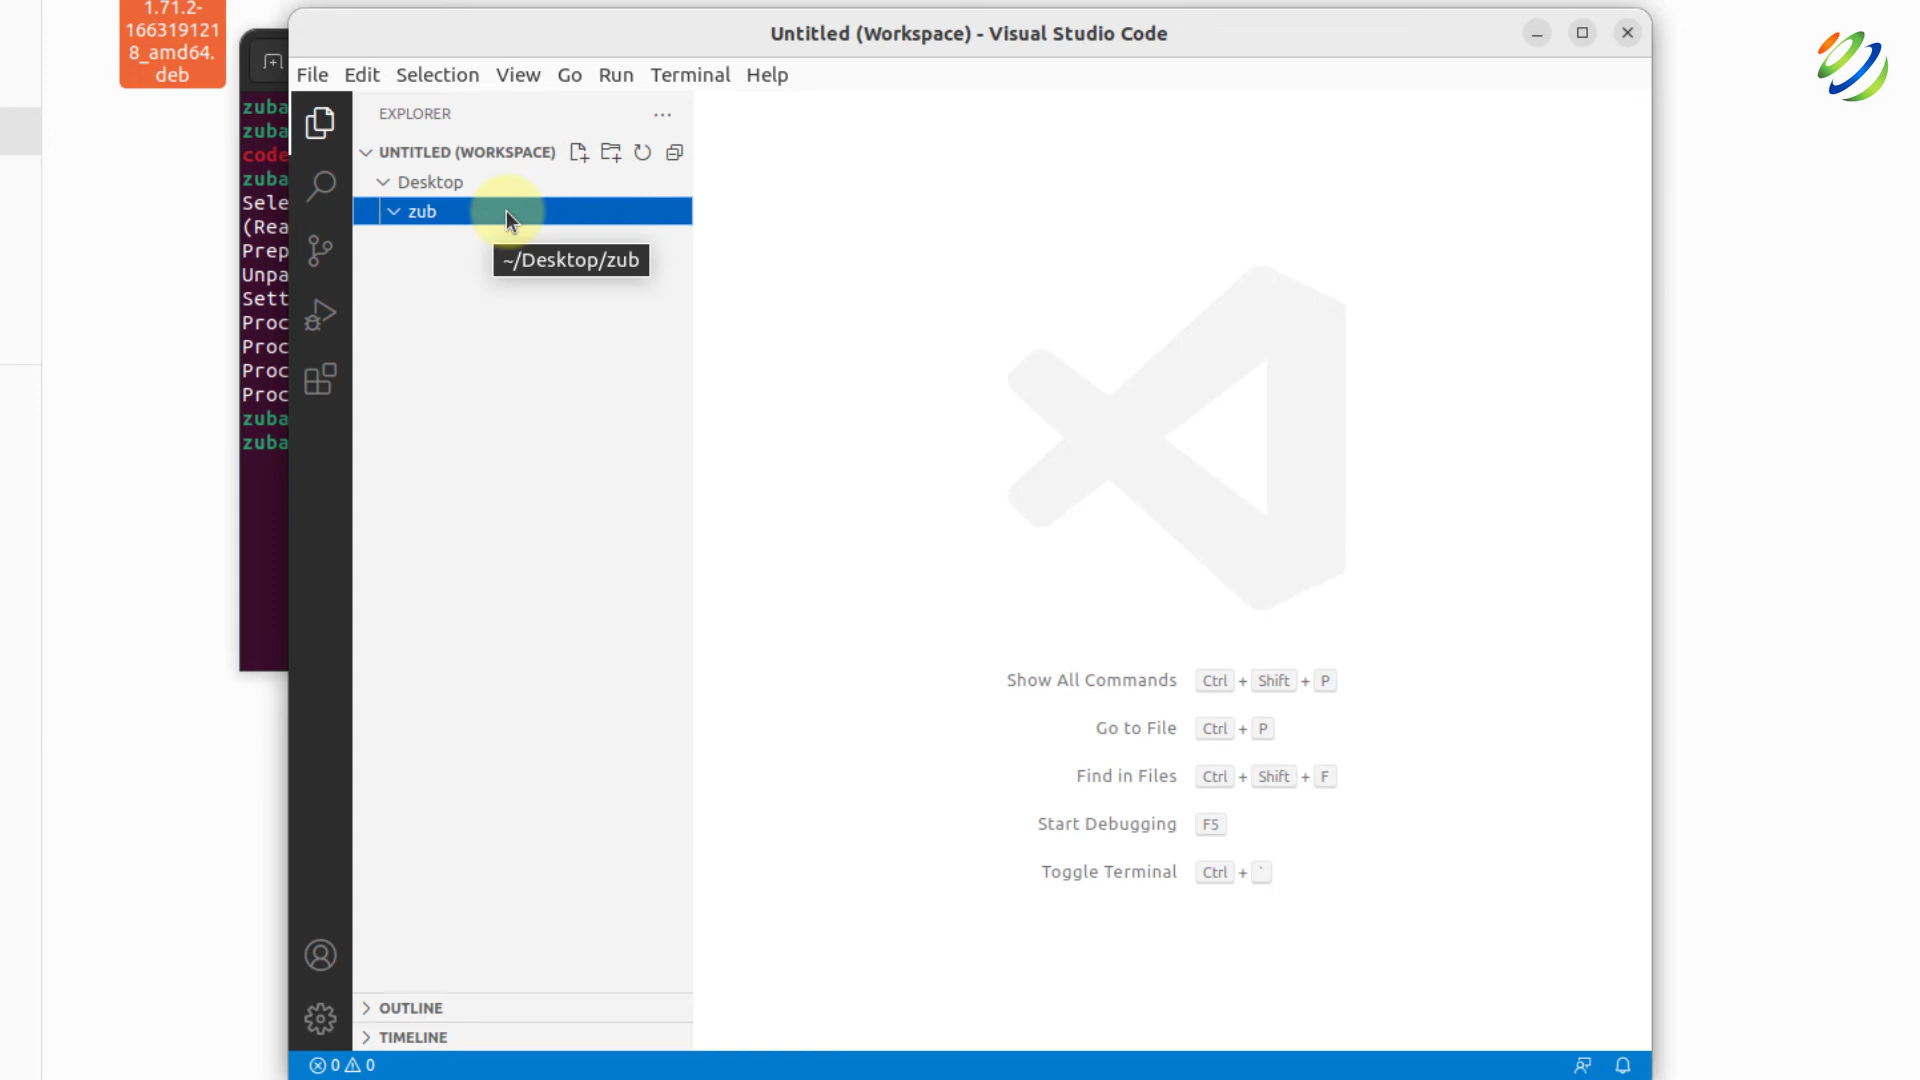 1.71.2-
166319121
8_amd64.
deb
zuba
zuba
code
zuba
Sele
(Rea
Prep
Unpa
Sett
Proc
Proc
Proc
Proc
zuba
zuba
Untitled (Workspace) - Visual Studio Code
File Edit Selection View Go Run Terminal Help
EXPLORER
UNTITLED (WORKSPACE)
Desktop
zub
~/Desktop/zub
Show All Commands Ctrl + Shift + P
Go to File Ctrl + P
Find in Files Ctrl + Shift + F
Start Debugging F5
Toggle Terminal Ctrl + `
OUTLINE
TIMELINE
0 0